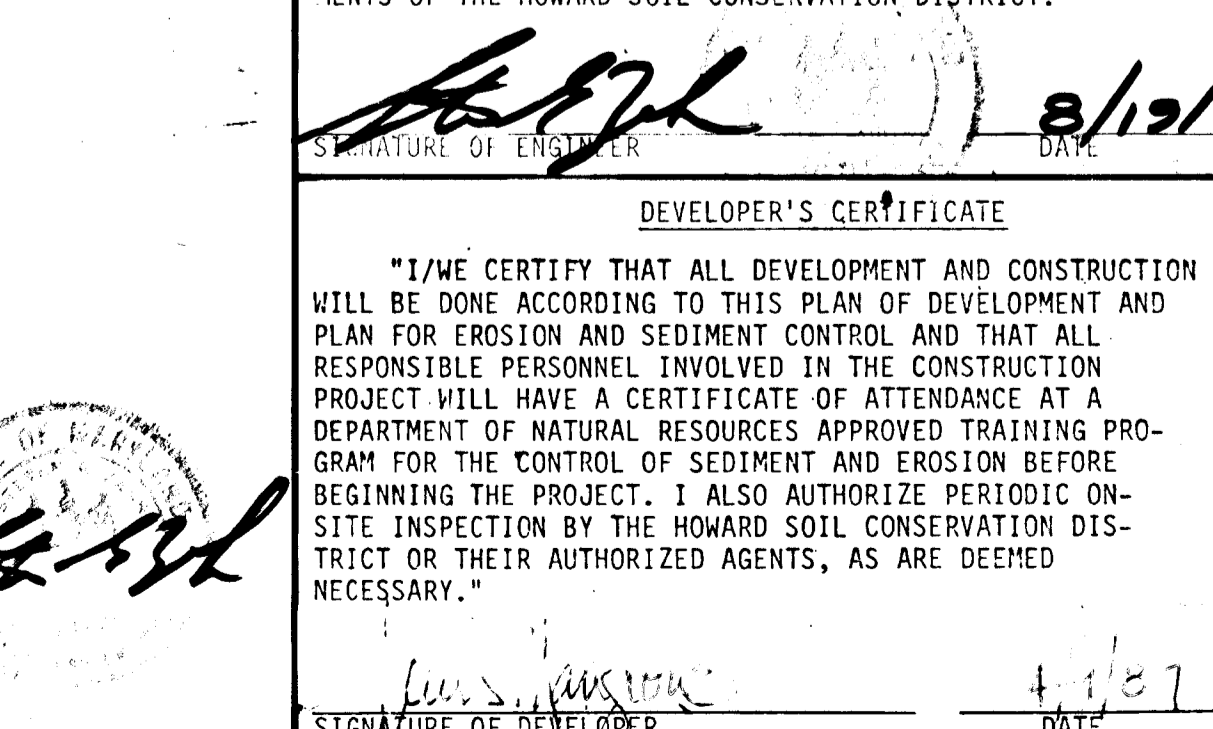 MENTS OF THE HOWARD SOIL CONSERVATION DISTRICT.
8/19/
SIGNATURE OF ENGINEER DATE
DEVELOPER'S CERTIFICATE
"I/WE CERTIFY THAT ALL DEVELOPMENT AND CONSTRUCTION
WILL BE DONE ACCORDING TO THIS PLAN OF DEVELOPMENT AND
PLAN FOR EROSION AND SEDIMENT CONTROL AND THAT ALL
RESPONSIBLE PERSONNEL INVOLVED IN THE CONSTRUCTION
PROJECT WILL HAVE A CERTIFICATE OF ATTENDANCE AT A
DEPARTMENT OF NATURAL RESOURCES APPROVED TRAINING PRO-
GRAM FOR THE CONTROL OF SEDIMENT AND EROSION BEFORE
BEGINNING THE PROJECT. I ALSO AUTHORIZE PERIODIC ON-
SITE INSPECTION BY THE HOWARD SOIL CONSERVATION DIS-
TRICT OR THEIR AUTHORIZED AGENTS, AS ARE DEEMED
NECESSARY."
SIGNATURE OF DEVELOPER DATE
OF MARYLAND